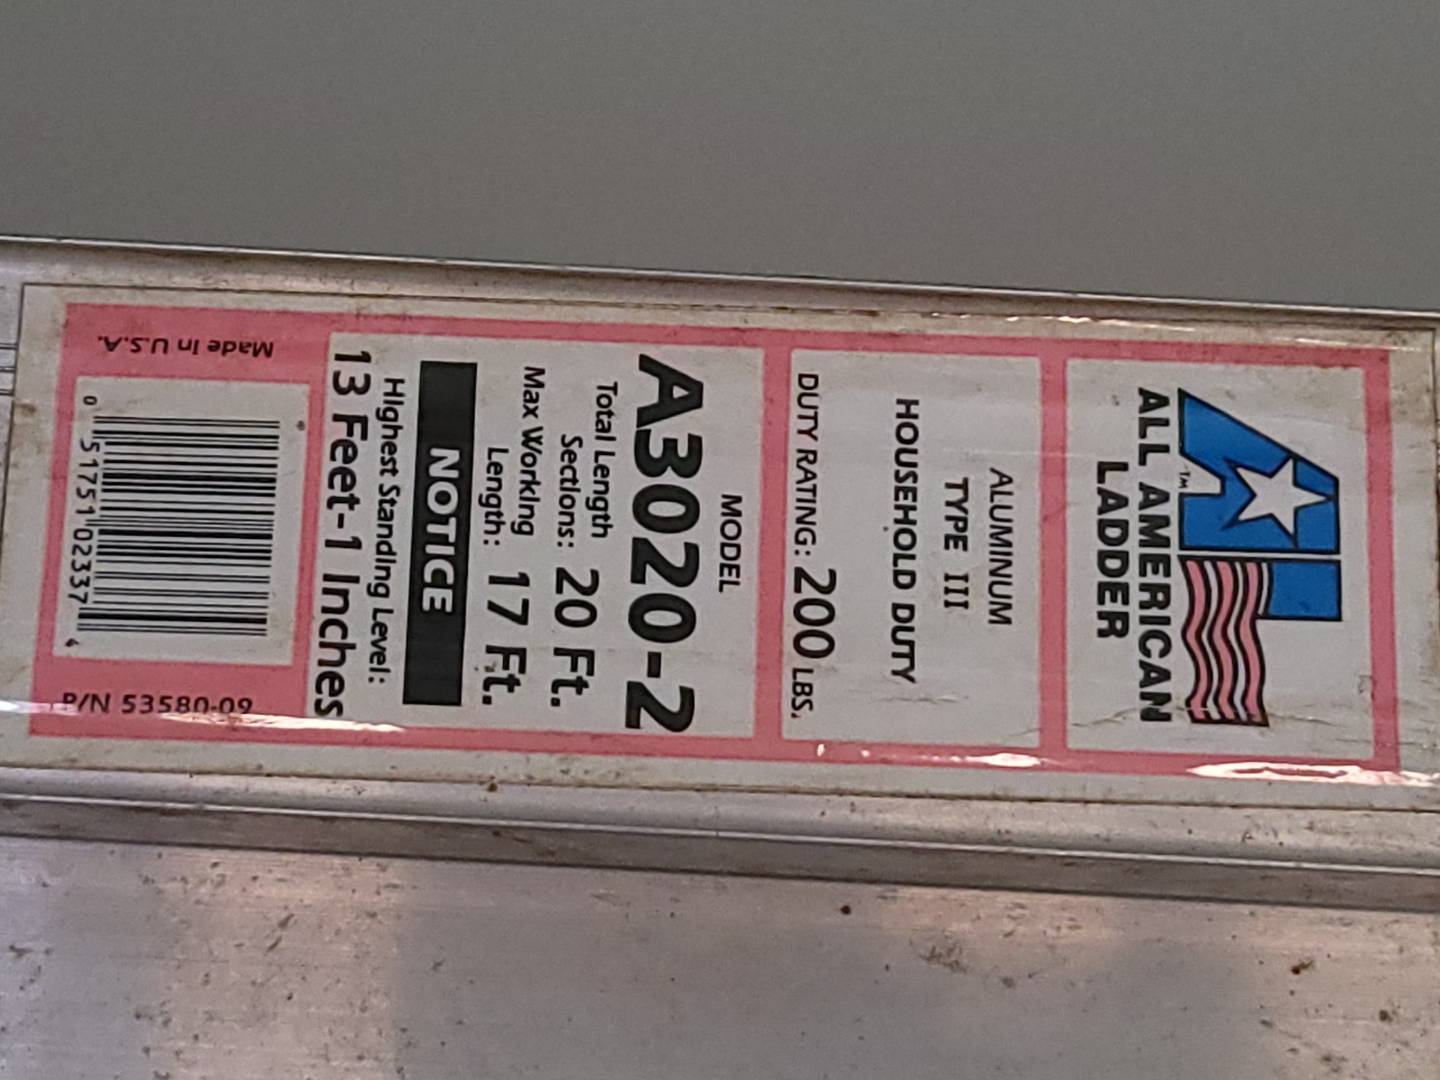 ™
ALL AMERICAN
LADDER
ALUMINUM
TYPE III
HOUSEHOLD DUTY
DUTY RATING: 200 LBS.
MODEL
A3020-2
Total Length
Sections: 20 Ft.
Max Working
Length: 17 Ft.
NOTICE
Highest Standing Level:
13 Feet-1 Inches
Made In U.S.A.
0 51751 02337 4
P/N 53580-09